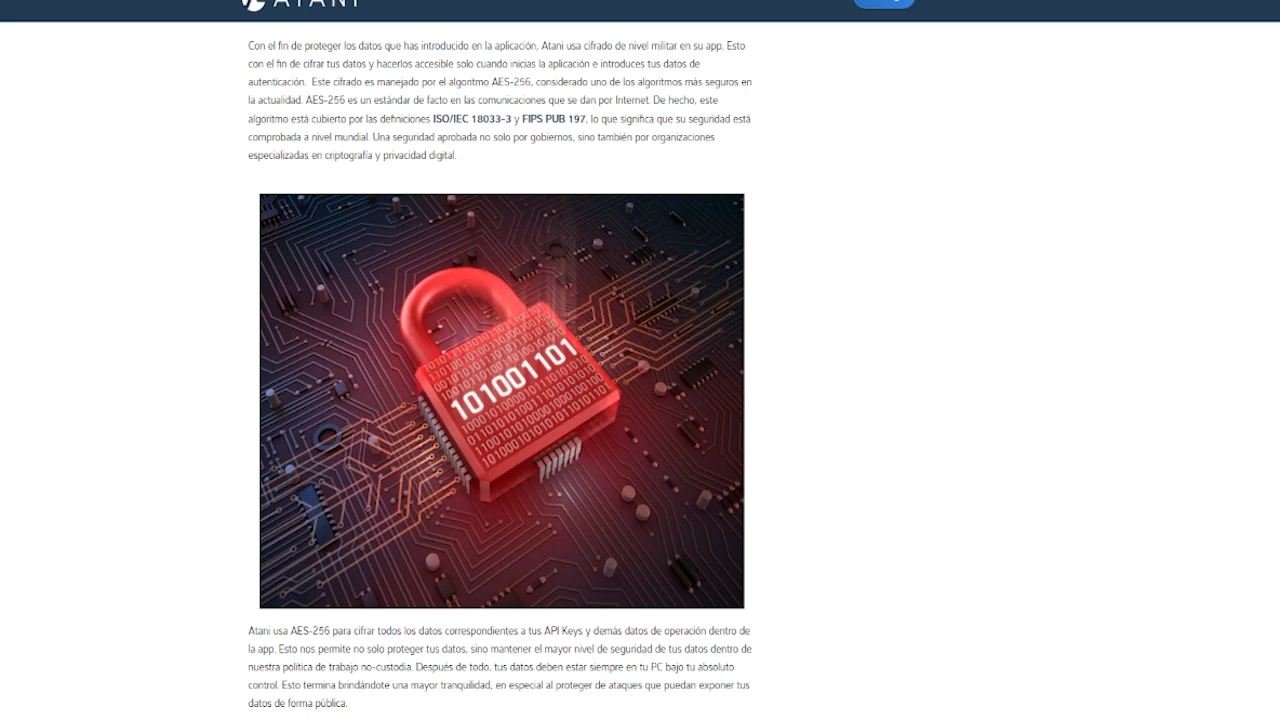 ATANI
Con el fin de proteger los datos que has introducido en la aplicación, Atani usa cifrado de nivel militar en su app. Esto
con el fin de cifrar tus datos y hacerlos accesible solo cuando inicias la aplicación e introduces tus datos de
autenticación.  Este cifrado es manejado por el algoritmo AES-256, considerado uno de los algoritmos más seguros en
la actualidad. AES-256 es un estándar de facto en las comunicaciones que se dan por Internet. De hecho, este
algoritmo está cubierto por las definiciones ISO/IEC 18033-3 y FIPS PUB 197, lo que significa que su seguridad está
comprobada a nivel mundial. Una seguridad aprobada no solo por gobiernos, sino también por organizaciones
especializadas en criptografía y privacidad digital.
101001101
Atani usa AES-256 para cifrar todos los datos correspondientes a tus API Keys y demás datos de operación dentro de
la app. Esto nos permite no solo proteger tus datos, sino mantener el mayor nivel de seguridad de tus datos dentro de
nuestra política de trabajo no-custodia. Después de todo, tus datos deben estar siempre en tu PC bajo tu absoluto
control. Esto termina brindándote una mayor tranquilidad, en especial al proteger de ataques que puedan exponer tus
datos de forma pública.